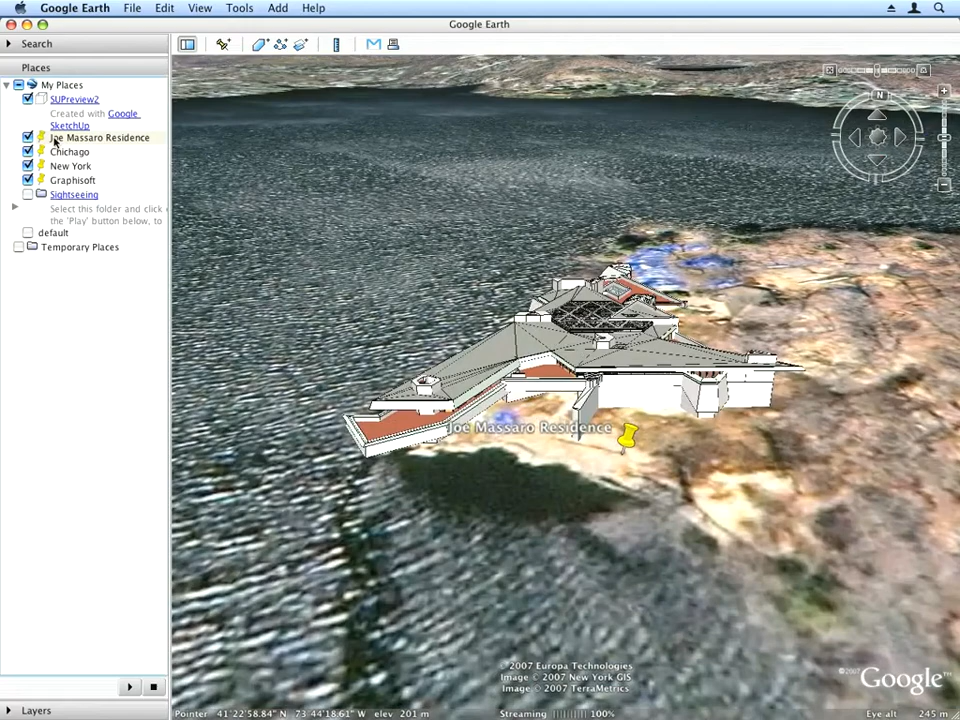 Google Earth File Edit View Tools Add Help
Google Earth
Search
Places
My Places
SUPreview2
Created with Google
SketchUp
Joe Massaro Residence
Chichago
New York
Graphisoft
Sightseeing
Select this folder and click
the 'Play' button below, to
default
Temporary Places
N
Joe Massaro Residence
© 2007 Europa Technologies
Image © 2007 New York GIS
Image © 2007 TerraMetrics
©2007 Google™
Layers
Pointer 41°22'58.84" N 73°44'18.61" W elev 201 m Streaming 100% Eye alt 245 m